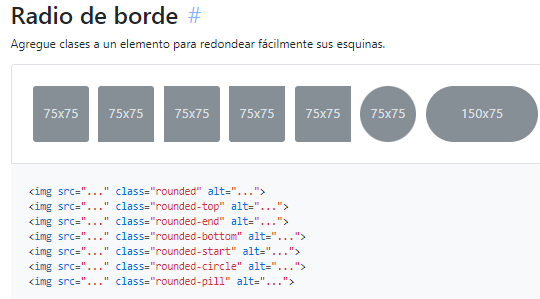 Radio de borde #
Agregue clases a un elemento para redondear fácilmente sus esquinas.
75x75 75x75 75x75 75x75 75x75 75x75 150x75
<img src="..." class="rounded" alt="...">
<img src="..." class="rounded-top" alt="...">
<img src="..." class="rounded-end" alt="...">
<img src="..." class="rounded-bottom" alt="...">
<img src="..." class="rounded-start" alt="...">
<img src="..." class="rounded-circle" alt="...">
<img src="..." class="rounded-pill" alt="...">